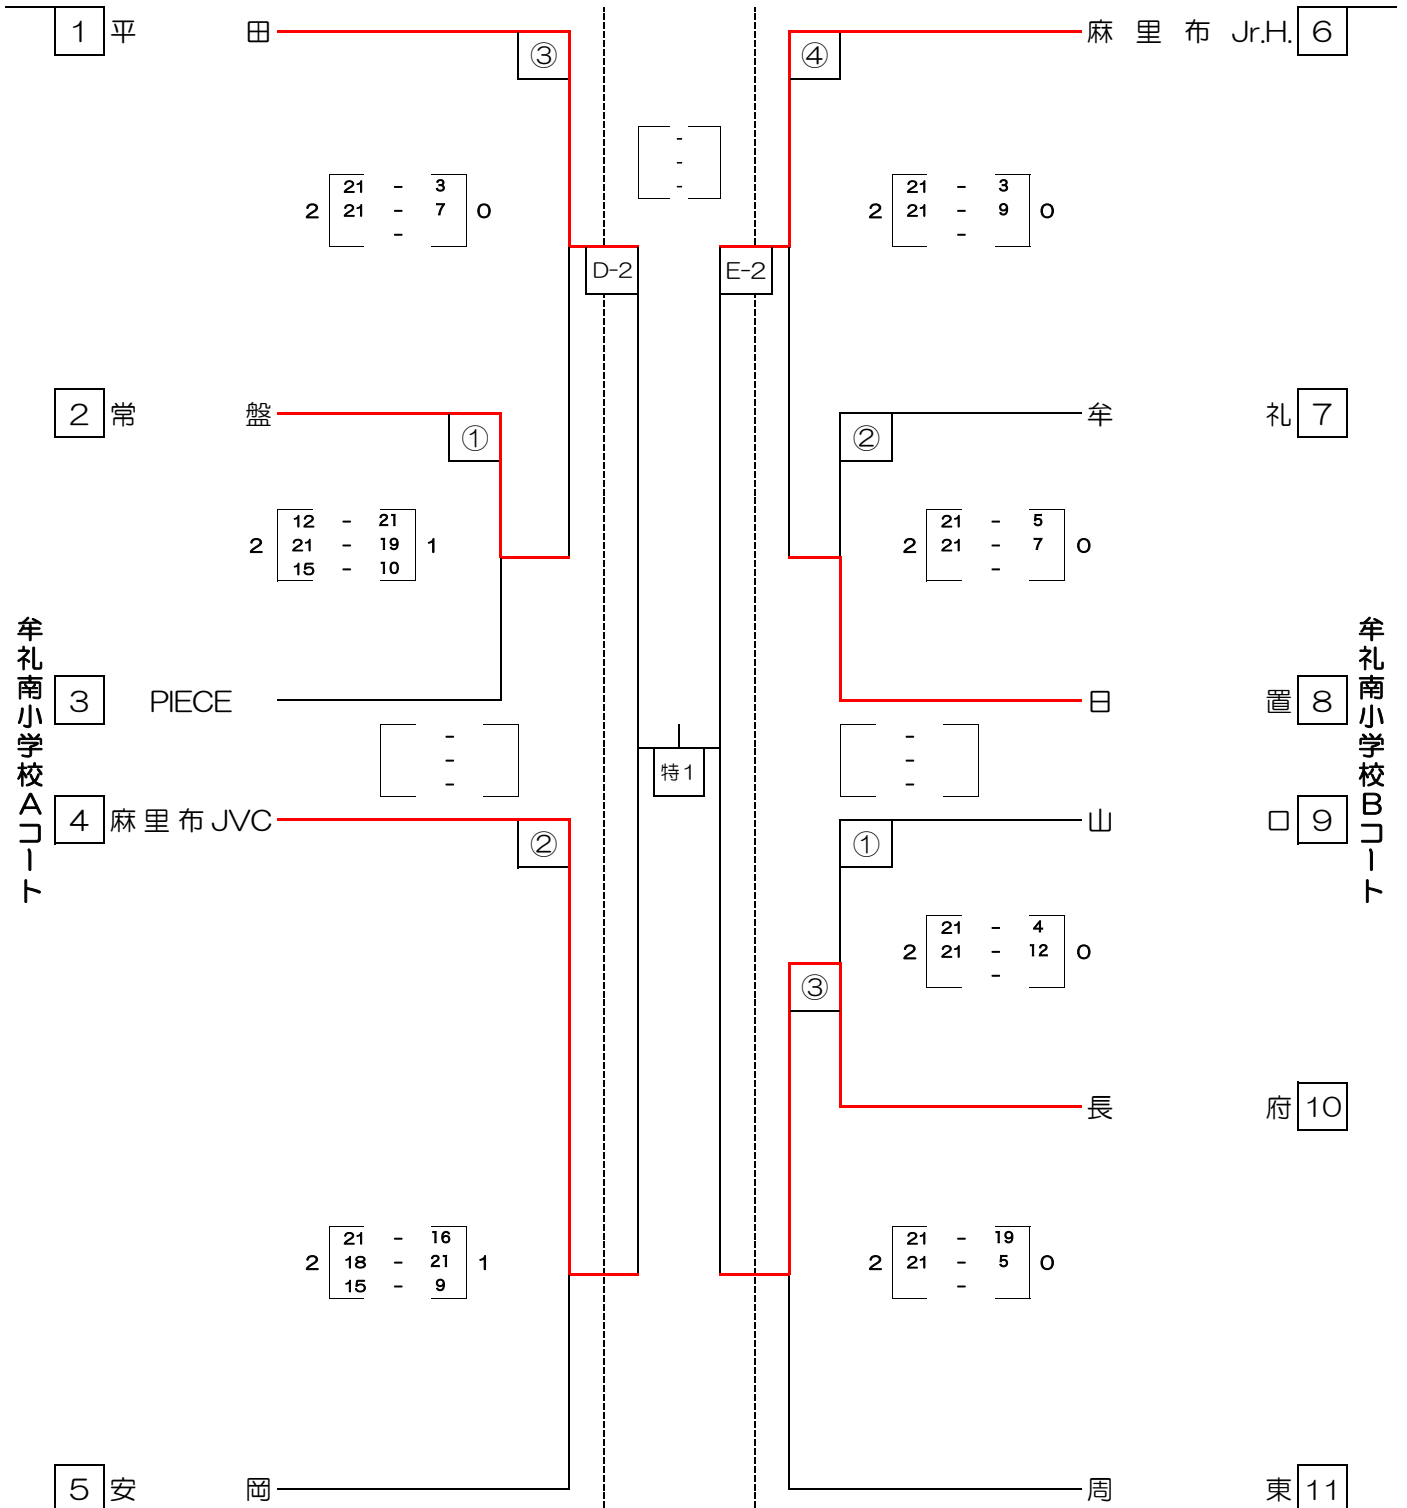 1 平 田 ③ ④ 麻 里 布 Jr.H. 6
-
-
-
2 21 - 3 0
21 - 7
-
2 21 - 3 0
21 - 9
-
D-2 E-2
2 常 盤 ① ② 牟 礼 7
2 12 - 21 1
21 - 19
15 - 10
2 21 - 5 0
21 - 7
-
牟礼南小学校Aコート
牟礼南小学校Bコート
3 PIECE 日 置 8
-
-
-
特1
-
-
-
4 麻里布JVC ② ① 山 口 9
2 21 - 4 0
21 - 12
-
③
長 府 10
2 21 - 16 1
18 - 21
15 - 9
2 21 - 19 0
21 - 5
-
5 安 岡 周 東 11